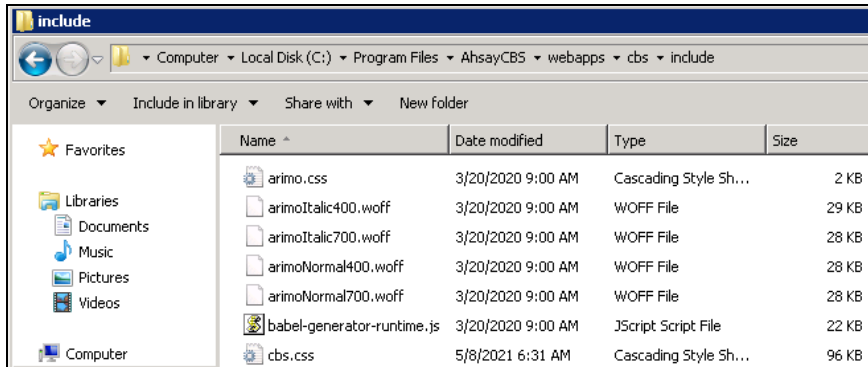 include
Computer Local Disk (C:) Program Files AhsayCBS webapps cbs include
Organize Include in library Share with New folder
Favorites
Libraries
Documents
Music
Pictures
Videos
Computer
Name Date modified Type Size
arimo.css 3/20/2020 9:00 AM Cascading Style Sh... 2 KB
arimoItalic400.woff 3/20/2020 9:00 AM WOFF File 29 KB
arimoItalic700.woff 3/20/2020 9:00 AM WOFF File 28 KB
arimoNormal400.woff 3/20/2020 9:00 AM WOFF File 28 KB
arimoNormal700.woff 3/20/2020 9:00 AM WOFF File 28 KB
babel-generator-runtime.js 3/20/2020 9:00 AM JScript Script File 22 KB
cbs.css 5/8/2021 6:31 AM Cascading Style Sh... 96 KB